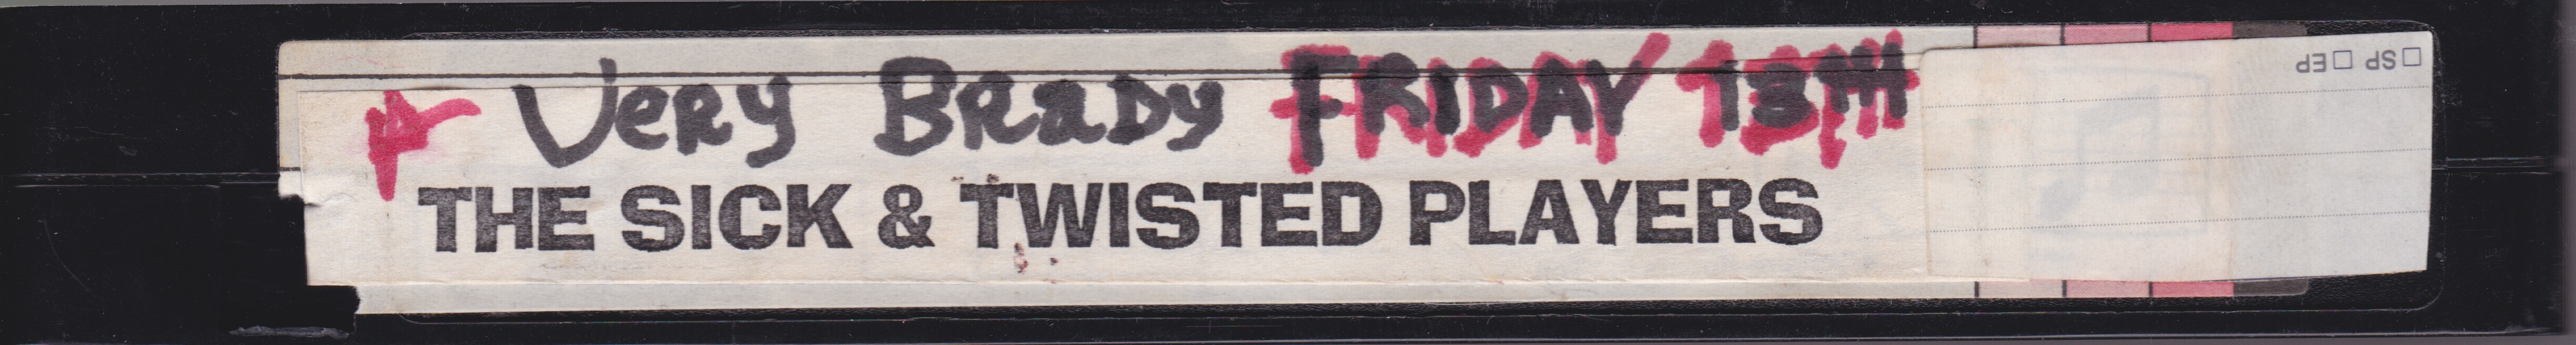 A Very Brady FRIDAY 13TH
THE SICK & TWISTED PLAYERS
SP EP